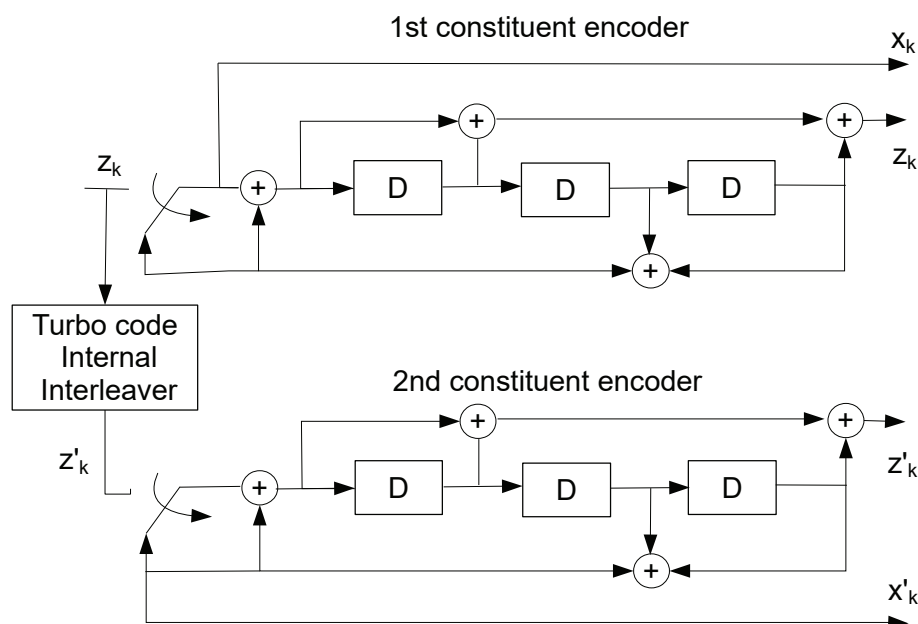 1st constituent encoder
xk
+
+
zk
zk
+
D
D
D
+
Turbo code
Internal
Interleaver
2nd constituent encoder
+
+
z'k
z'k
+
D
D
D
+
x'k